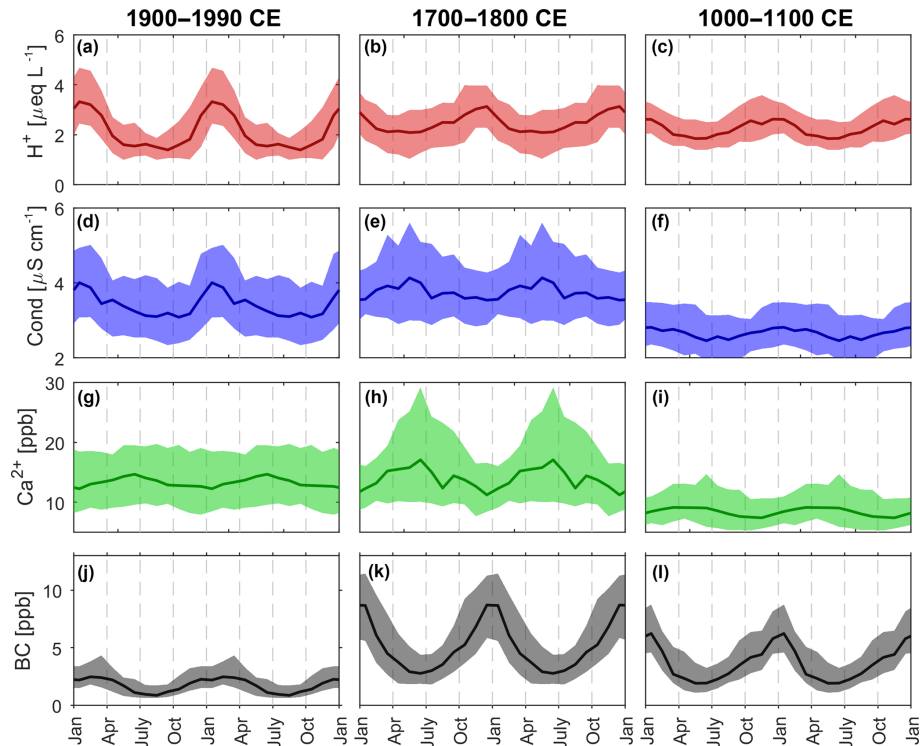 1900–1990 CE 1700–1800 CE 1000–1100 CE
(a) (b) (c)
H⁺ [μeq L⁻¹]
6
4
2
0
(d) (e) (f)
Cond [μS cm⁻¹]
6
4
2
(g) (h) (i)
Ca²⁺ [ppb]
30
20
10
(j) (k) (l)
BC [ppb]
10
5
0
Jan Apr July Oct Jan Apr July Oct Jan Jan Apr July Oct Jan Apr July Oct Jan Jan Apr July Oct Jan Apr July Oct Jan